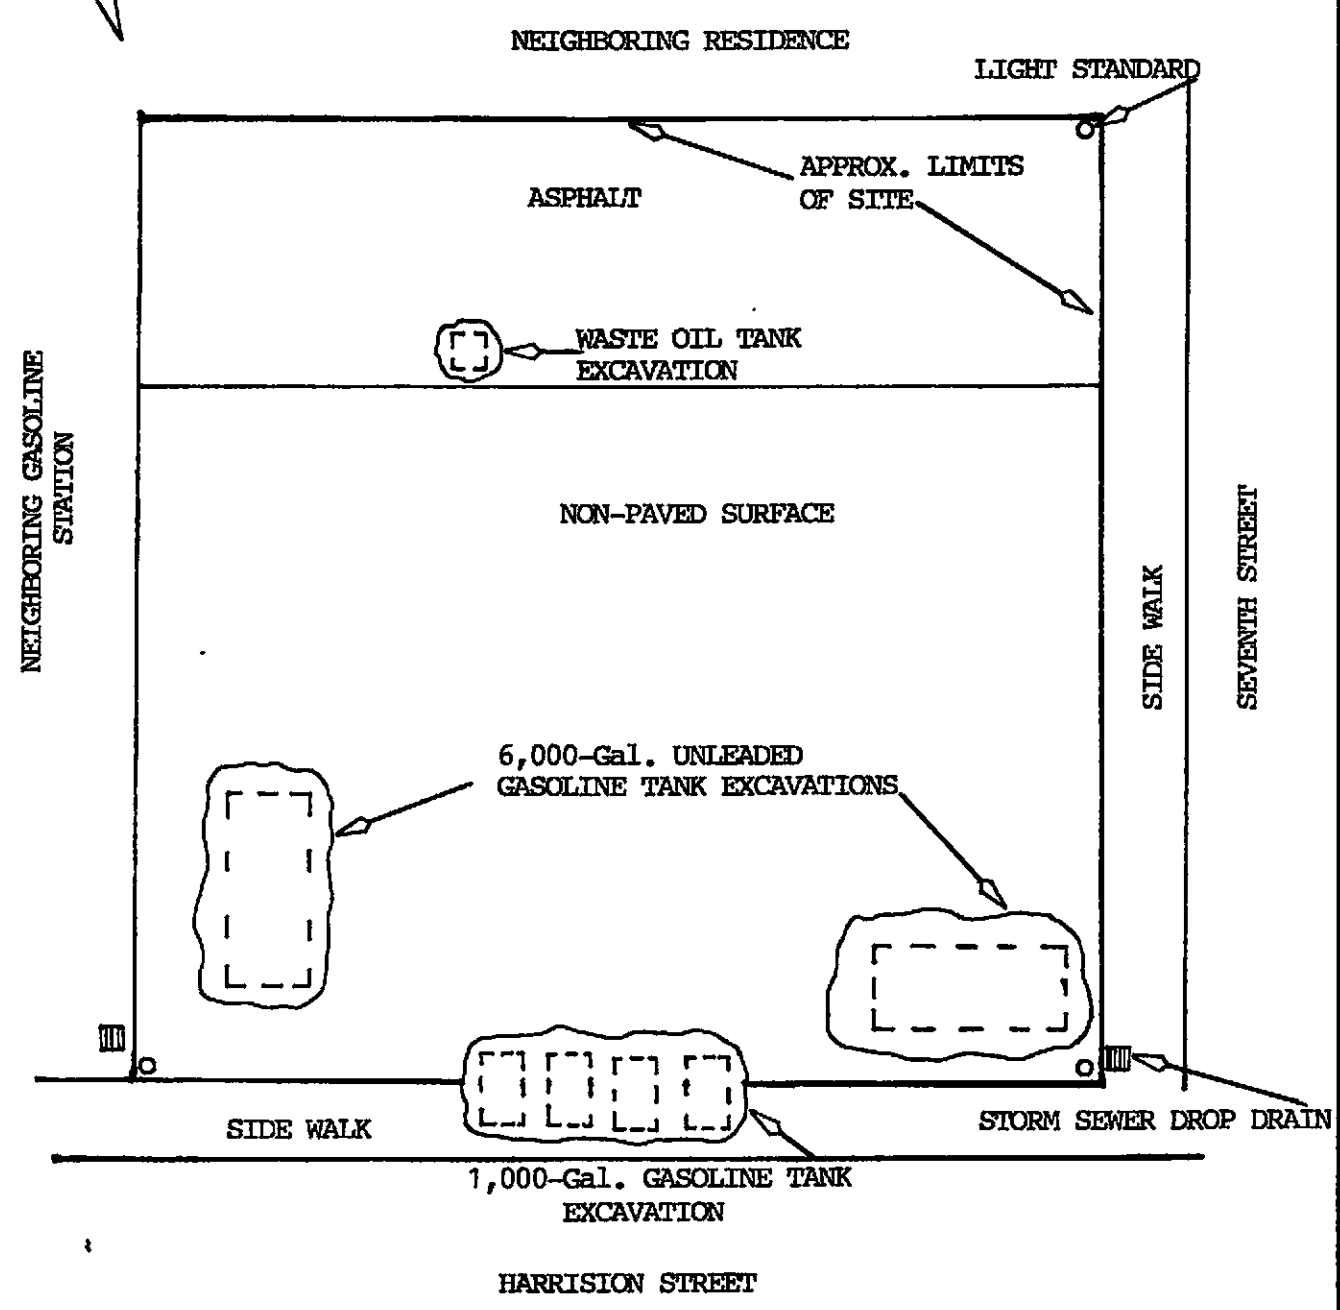 NEIGHBORING RESIDENCE
LIGHT STANDARD
APPROX. LIMITS
OF SITE
ASPHALT
WASTE OIL TANK
EXCAVATION
NEIGHBORING GASOLINE
STATION
NON-PAVED SURFACE
SIDE WALK
SEVENTH STREET
6,000-Gal. UNLEADED
GASOLINE TANK EXCAVATIONS
SIDE WALK
STORM SEWER DROP DRAIN
1,000-Gal. GASOLINE TANK
EXCAVATION
HARRISION STREET